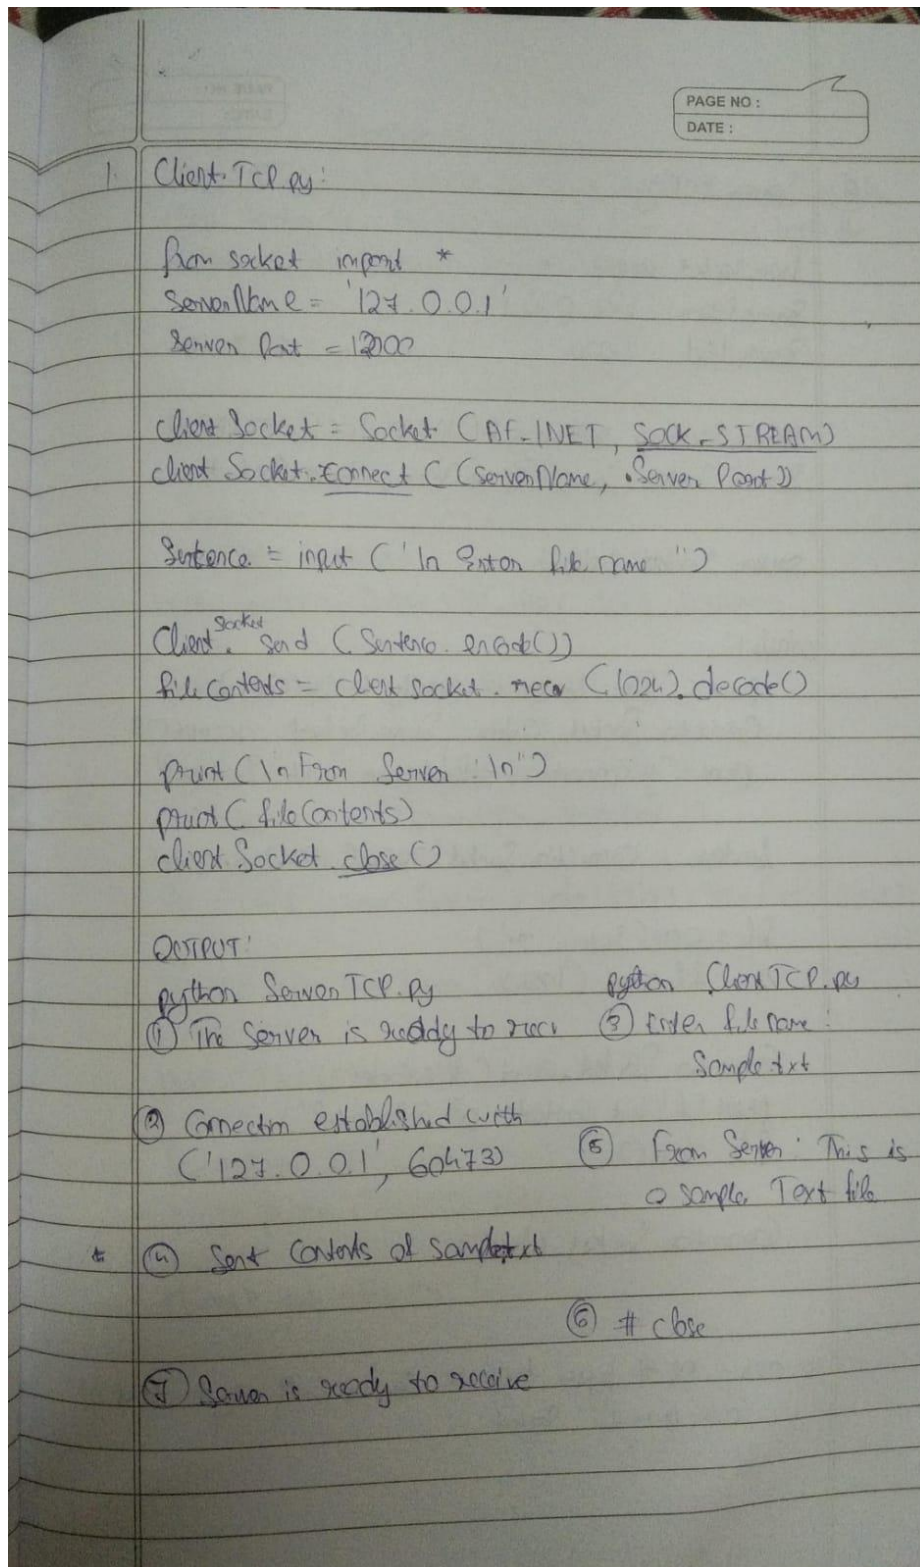 PAGE NO :
DATE :
1. Client.TCP.py:
from socket import *
ServerName = '127.0.0.1'
Server Port = 12000
client Socket = Socket (AF_INET, SOCK_STREAM)
client Socket.connect ((ServerName, Server Port))
Sentence = input ('\n Enter file name ")
Client socket. Send (Sentence. encode())
file Contents = client socket. recv (1024). decode()
print (\n From Server \n")
print ( file Contents)
client Socket. close ()
OUTPUT:
python ServerTCP.py python ClientTCP.py
① The Server is ready to recv ③ Enter file name :
Sample.txt
② Connection established with
('127.0.0.1', 60473) ⑤ From Server : This is
a sample Text file
④ Sent Contents of sample.txt
⑥ # close
⑦ Server is ready to receive